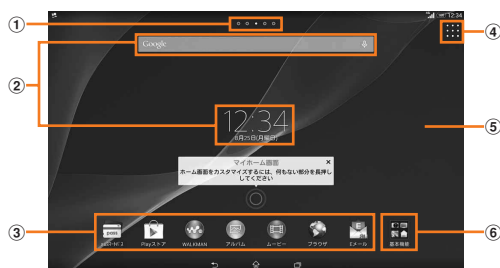 ①
12:34
④
Google
②
12:34
6月25日(月曜日)
⑤
マイホーム画面 ×
ホーム画面をカスタマイズするには、何もない部分を長押し
してください
③
Playストア WALKMAN アルバム ムービー ブラウザ Eメール 基本機能
⑥